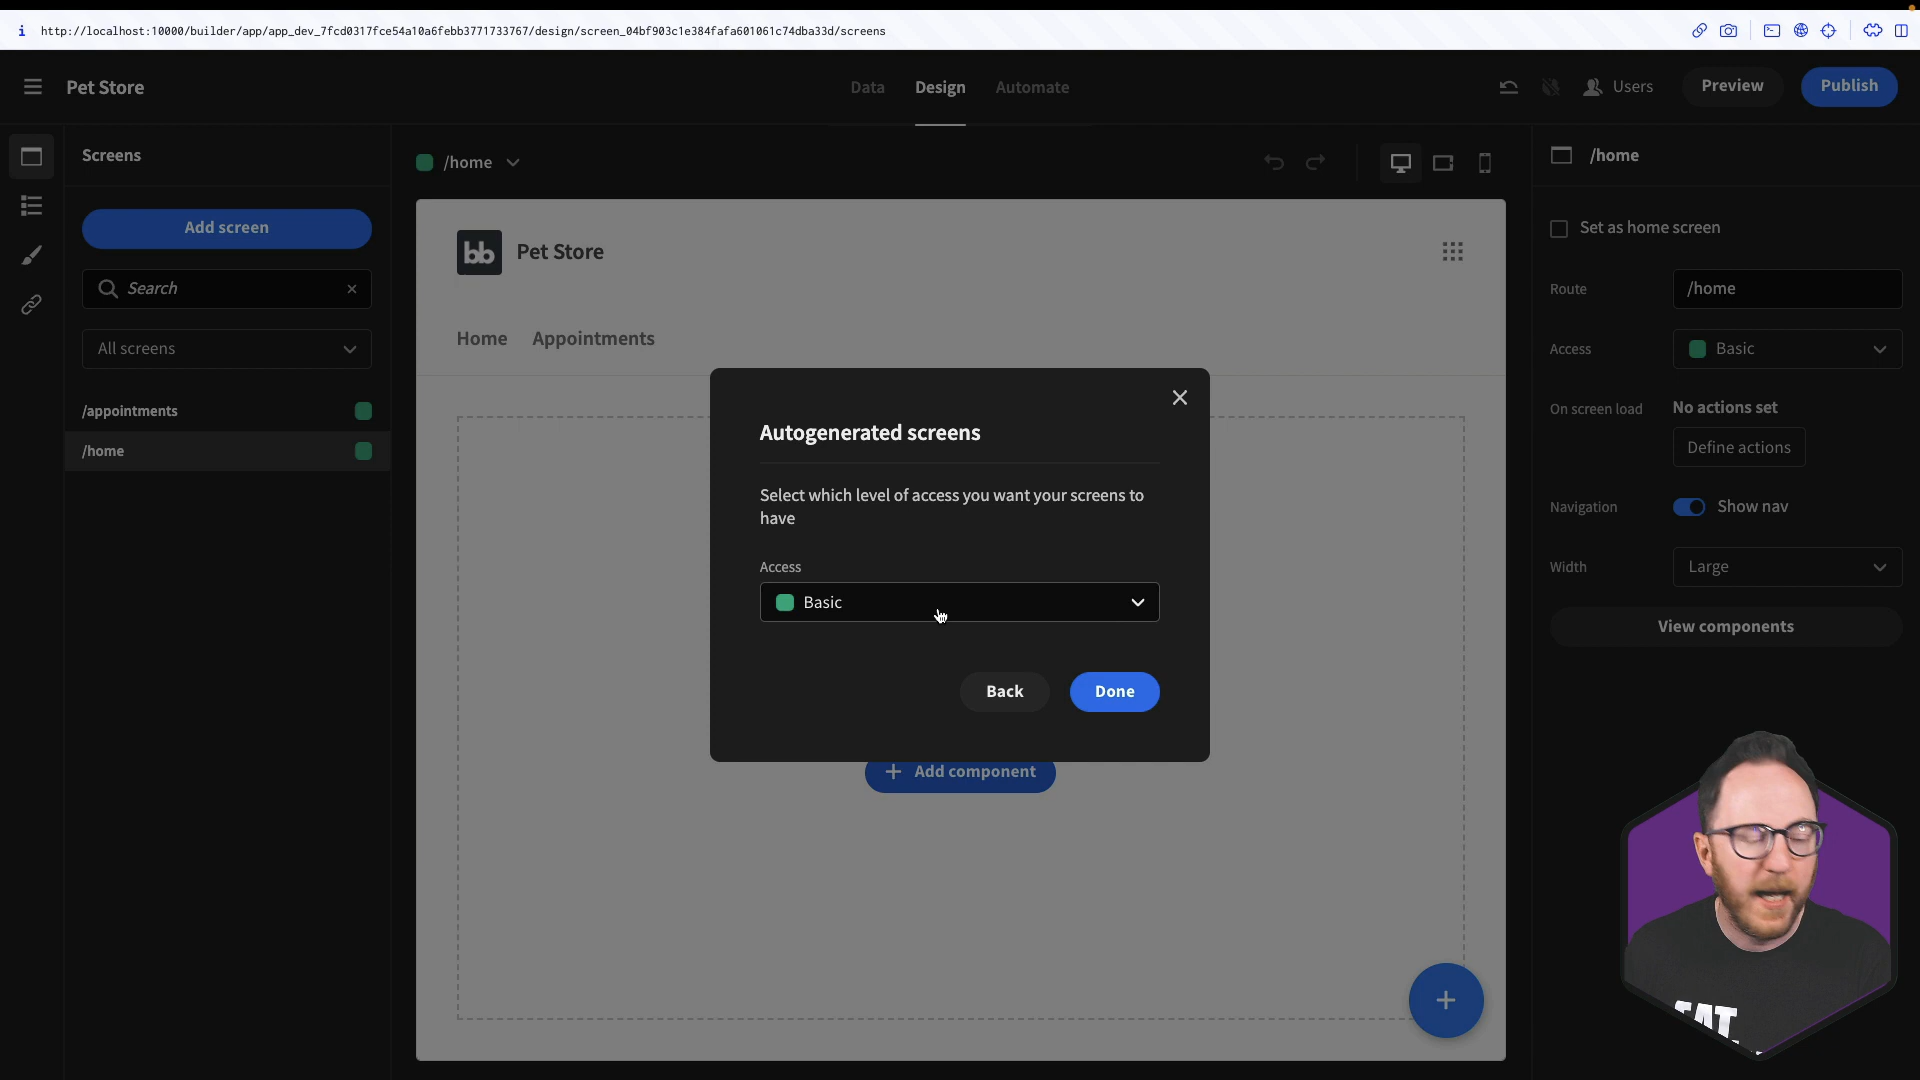 http://localhost:10000/builder/app/app_dev_7fcd0317fce54a10a6febb3771733767/design/screen_04bf903c1e384fafa601061c74dba33d/screens
Pet Store
Data
Design
Automate
Users
Preview
Publish
Screens
Add screen
Search
All screens
/appointments
/home
/home
bb
Pet Store
Home
Appointments
Autogenerated screens
Select which level of access you want your screens to
have
Access
Basic
Back
Done
Add component
/home
Set as home screen
Route
/home
Access
Basic
On screen load
No actions set
Define actions
Navigation
Show nav
Width
Large
View components